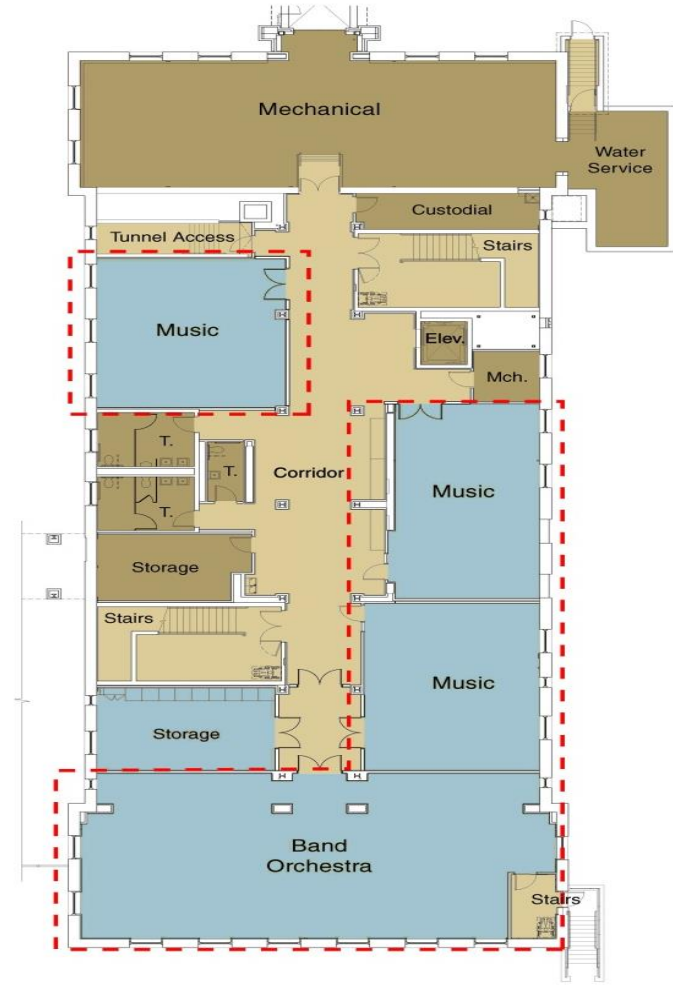 Mechanical
Water
Service
Custodial
Tunnel Access
Stairs
Music
Elev.
Mch.
T.
T.
Corridor
Music
T.
Storage
Stairs
Music
Storage
Band
Orchestra
Stairs